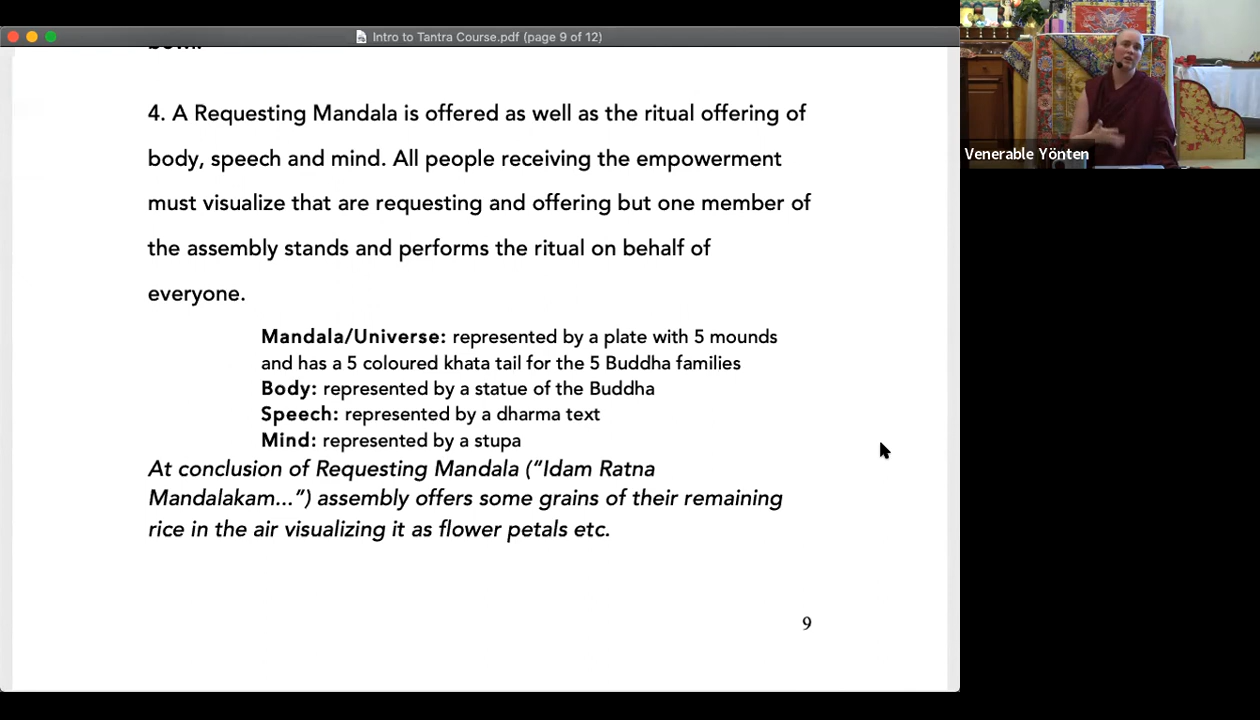 Intro to Tantra Course.pdf (page 9 of 12)
4. A Requesting Mandala is offered as well as the ritual offering of
body, speech and mind. All people receiving the empowerment
must visualize that are requesting and offering but one member of
the assembly stands and performs the ritual on behalf of
everyone.
Mandala/Universe: represented by a plate with 5 mounds
and has a 5 coloured khata tail for the 5 Buddha families
Body: represented by a statue of the Buddha
Speech: represented by a dharma text
Mind: represented by a stupa
At conclusion of Requesting Mandala (“Idam Ratna
Mandalakam...”) assembly offers some grains of their remaining
rice in the air visualizing it as flower petals etc.
9
Venerable Yönten